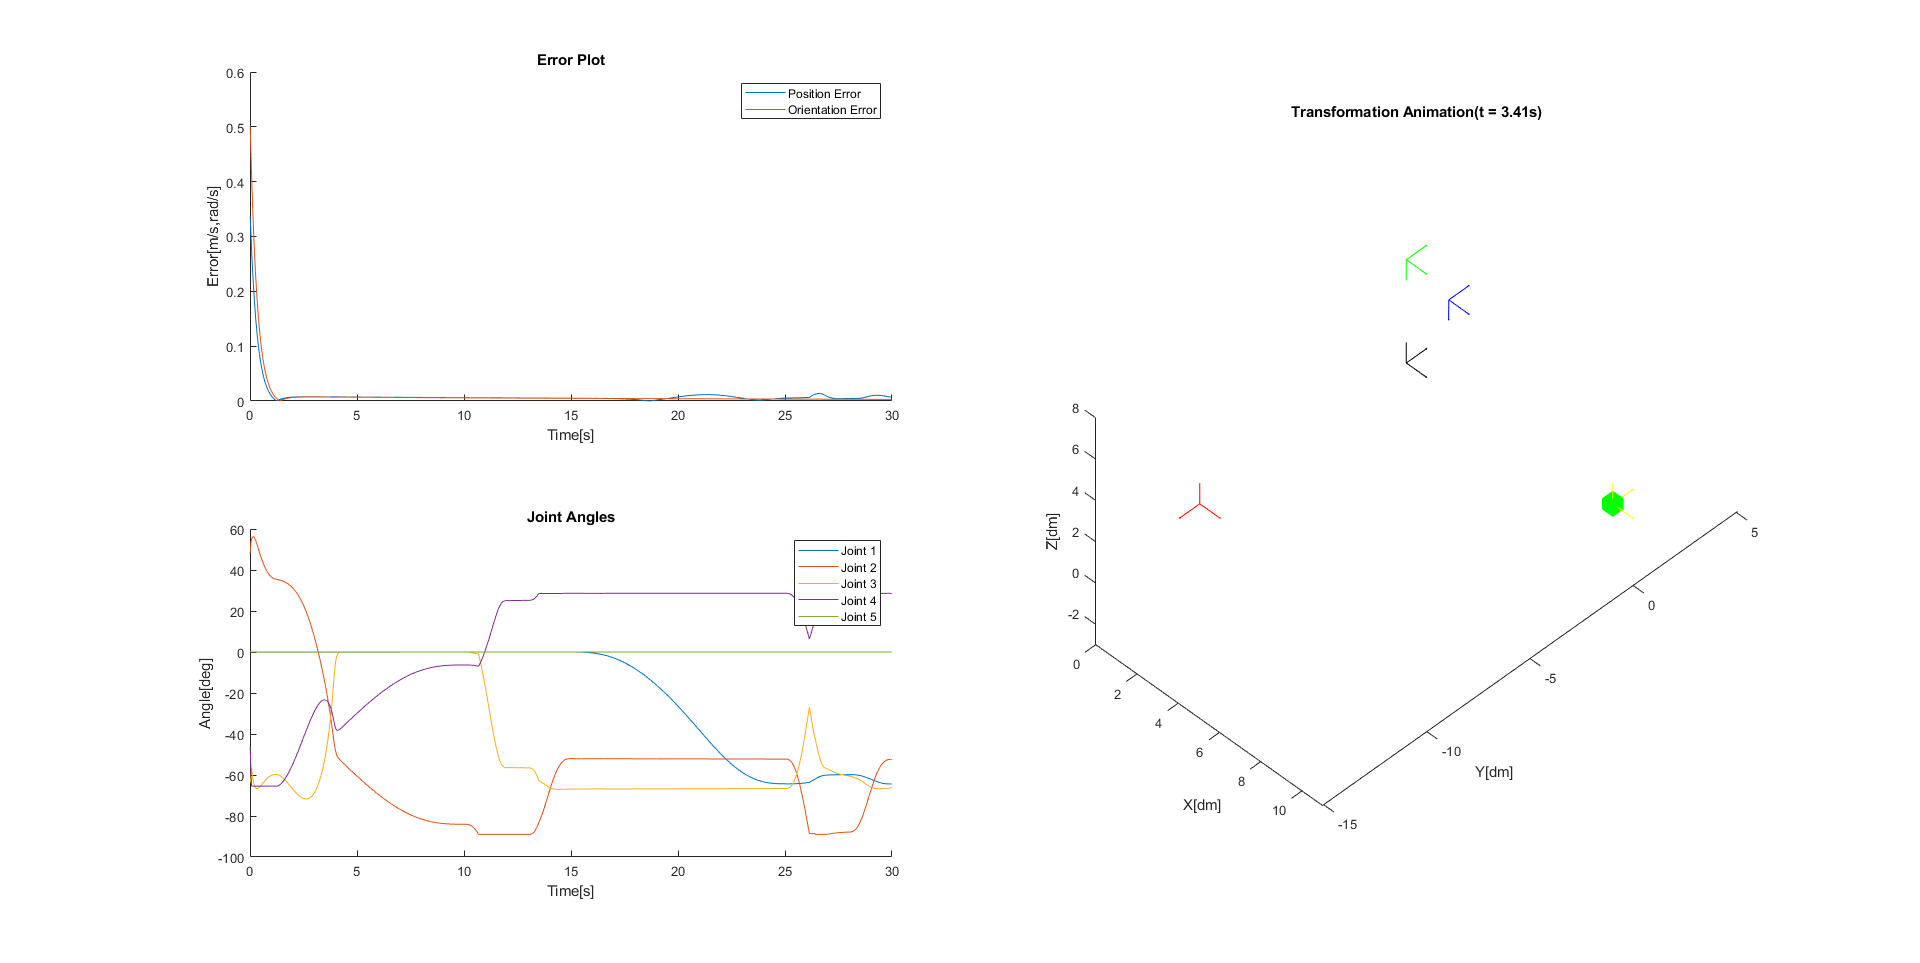 Error Plot
0.6
0.5
0.4
0.3
0.2
0.1
0
Error[m/s,rad/s]
Position Error
Orientation Error
0 5 10 15 20 25 30
Time[s]
Joint Angles
60
40
20
0
-20
-40
-60
-80
-100
Angle[deg]
Joint 1
Joint 2
Joint 3
Joint 4
Joint 5
0 5 10 15 20 25 30
Time[s]
Transformation Animation(t = 3.41s)
8
6
4
2
0
-2
Z[dm]
0
2
4
6
8
10
X[dm]
5
0
-5
-10
-15
Y[dm]